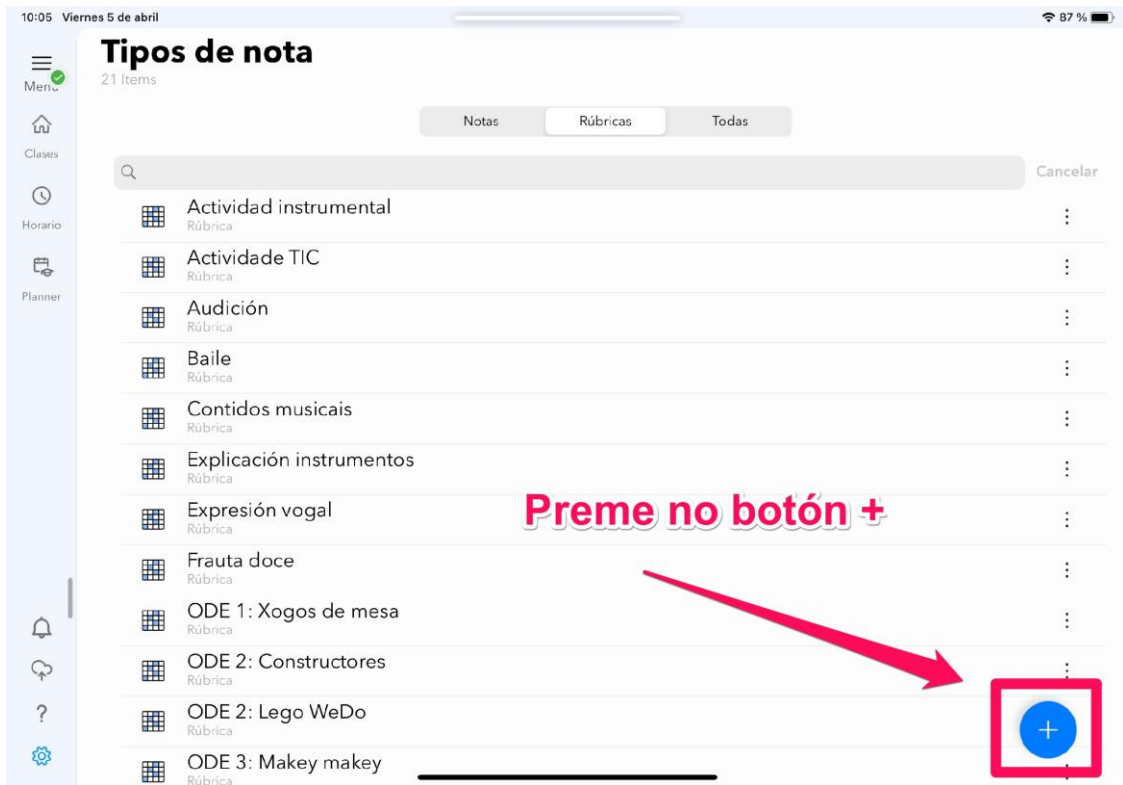 10:05 Viernes 5 de abril 87 %
Tipos de nota
21 Items
Menú
Clases
Horario
Planner
Notas Rúbricas Todas
Cancelar
Actividad instrumental
Rúbrica
Actividade TIC
Rúbrica
Audición
Rúbrica
Baile
Rúbrica
Contidos musicais
Rúbrica
Explicación instrumentos
Rúbrica
Expresión vogal
Rúbrica
Preme no botón +
Frauta doce
Rúbrica
ODE 1: Xogos de mesa
Rúbrica
ODE 2: Constructores
Rúbrica
ODE 2: Lego WeDo
Rúbrica
ODE 3: Makey makey
Rúbrica